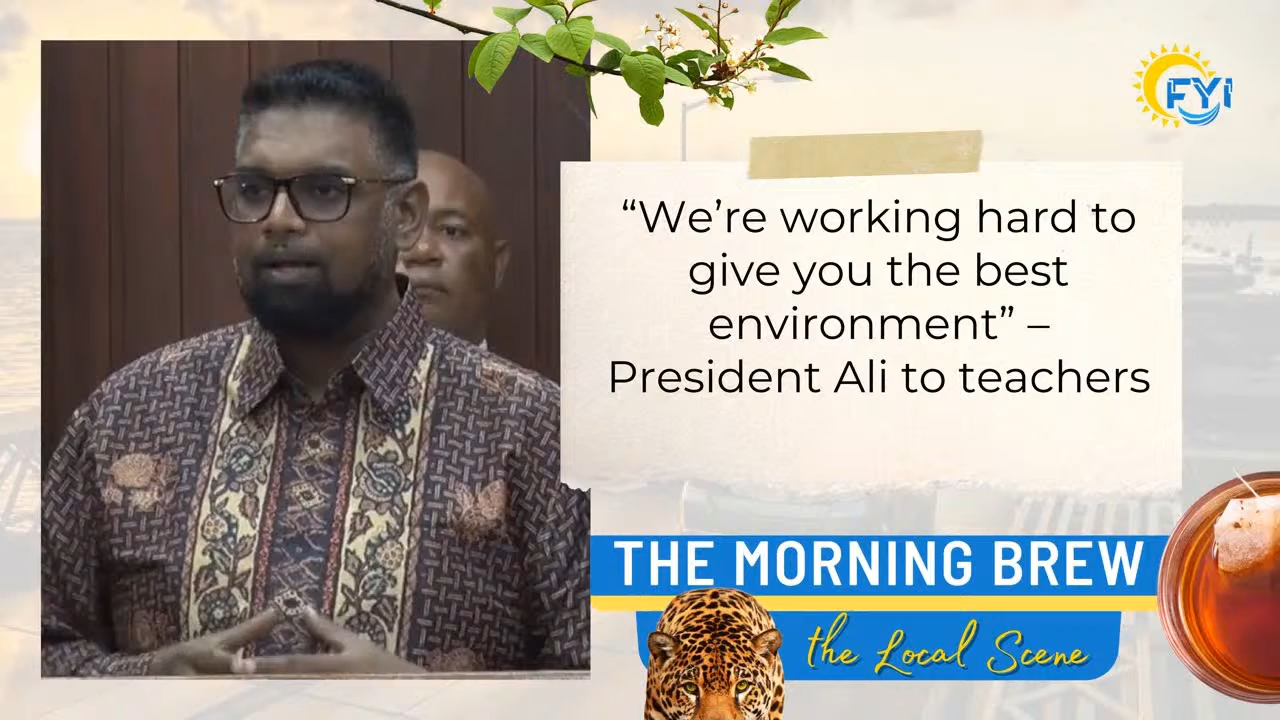 FYI
“We’re working hard to
give you the best
environment” –
President Ali to teachers
THE MORNING BREW
the Local Scene